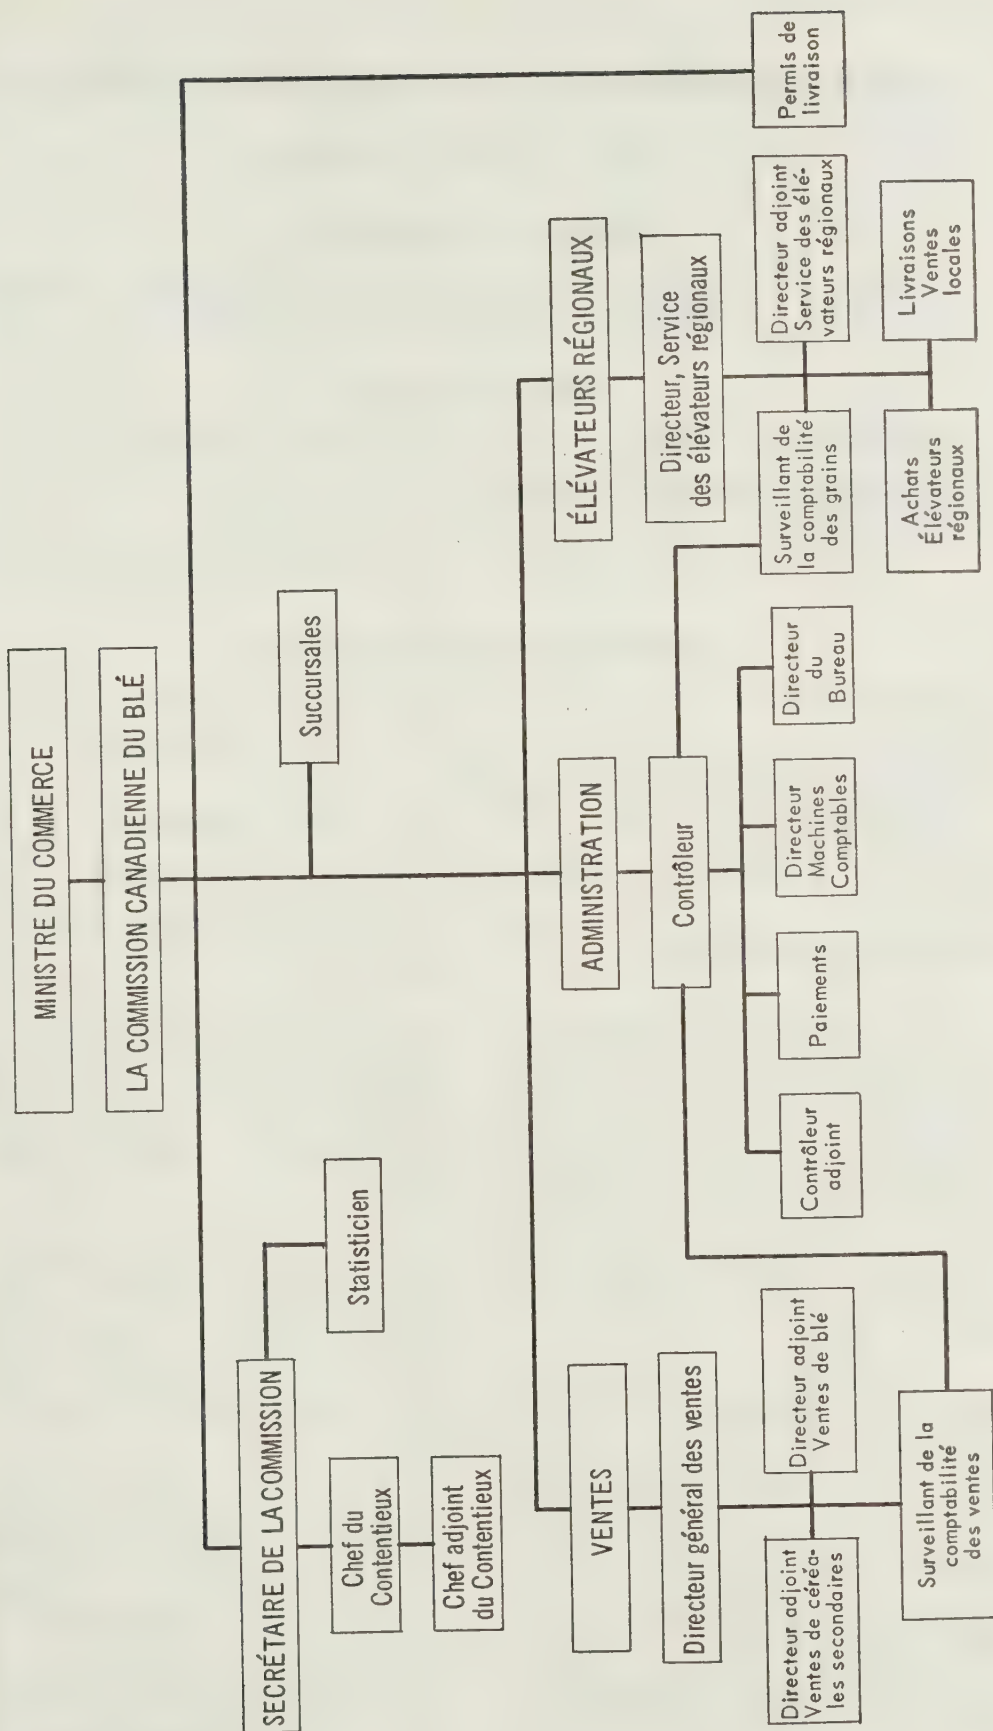 MINISTRE DU COMMERCE
LA COMMISSION CANADIENNE DU BLÉ
SECRÉTAIRE DE LA COMMISSION
Statisticien
Chef du
Contentieux
Chef adjoint
du Contentieux
Succursales
VENTES
Directeur général des ventes
Directeur adjoint
Ventes de céréa-
les secondaires
Directeur adjoint
Ventes de blé
Surveillant de la
comptabilité
des ventes
ADMINISTRATION
Contrôleur
Contrôleur
adjoint
Paiements
Directeur
Machines
Comptables
Directeur
du
Bureau
ÉLÉVATEURS RÉGIONAUX
Directeur, Service
des élévateurs régionaux
Surveillant de
la comptabilité
des grains
Directeur adjoint
Service des élé-
vateurs régionaux
Achats
Élévateurs
régionaux
Livraisons
Ventes
locales
Permis de
livraison